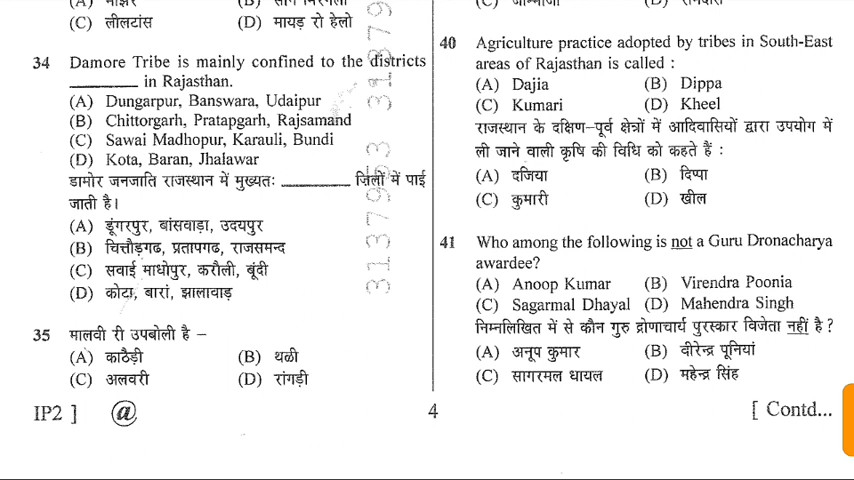 (C) लीलटांस (D) मायड़ रो हेलो
34 Damore Tribe is mainly confined to the districts
________ in Rajasthan.
(A) Dungarpur, Banswara, Udaipur
(B) Chittorgarh, Pratapgarh, Rajsamand
(C) Sawai Madhopur, Karauli, Bundi
(D) Kota, Baran, Jhalawar
डामोर जनजाति राजस्थान में मुख्यतः ________ ज़िलों में पाई
जाती है।
(A) डूंगरपुर, बांसवाड़ा, उदयपुर
(B) चित्तौड़गढ, प्रतापगढ, राजसमन्द
(C) सवाई माधोपुर, करौली, बूंदी
(D) कोटा, बारां, झालावाड़
35 मालवी री उपबोली है –
(A) काठैड़ी (B) थळी
(C) अलवरी (D) रांगड़ी
3137953 31379
40 Agriculture practice adopted by tribes in South-East
areas of Rajasthan is called :
(A) Dajia (B) Dippa
(C) Kumari (D) Kheel
राजस्थान के दक्षिण–पूर्व क्षेत्रों में आदिवासियों द्वारा उपयोग में
ली जाने वाली कृषि की विधि को कहते हैं :
(A) दजिया (B) दिप्पा
(C) कुमारी (D) खील
41 Who among the following is not a Guru Dronacharya
awardee?
(A) Anoop Kumar (B) Virendra Poonia
(C) Sagarmal Dhayal (D) Mahendra Singh
निम्नलिखित में से कौन गुरु द्रोणाचार्य पुरस्कार विजेता नहीं है ?
(A) अनूप कुमार (B) वीरेन्द्र पूनियां
(C) सागरमल धायल (D) महेन्द्र सिंह
IP2 ] @ 4 [ Contd...